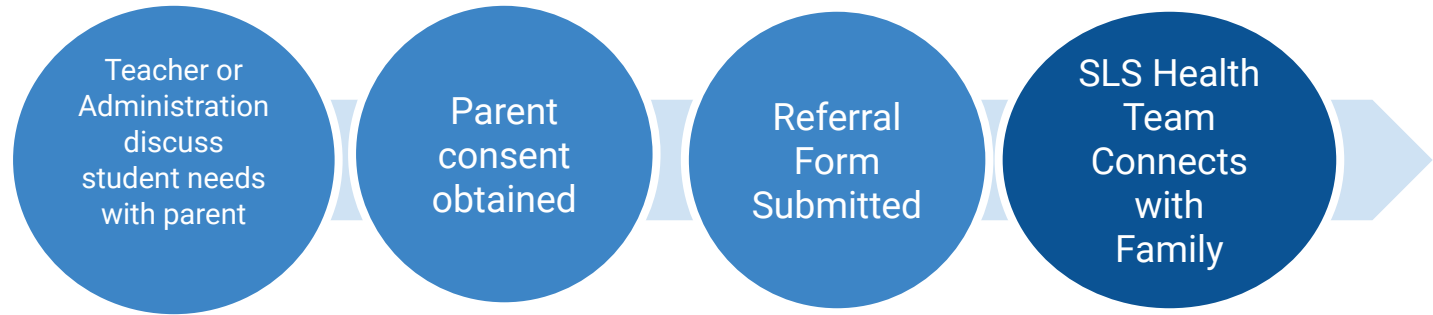 Teacher or
Administration
discuss
student needs
with parent
Parent
consent
obtained
Referral
Form
Submitted
SLS Health
Team
Connects
with
Family